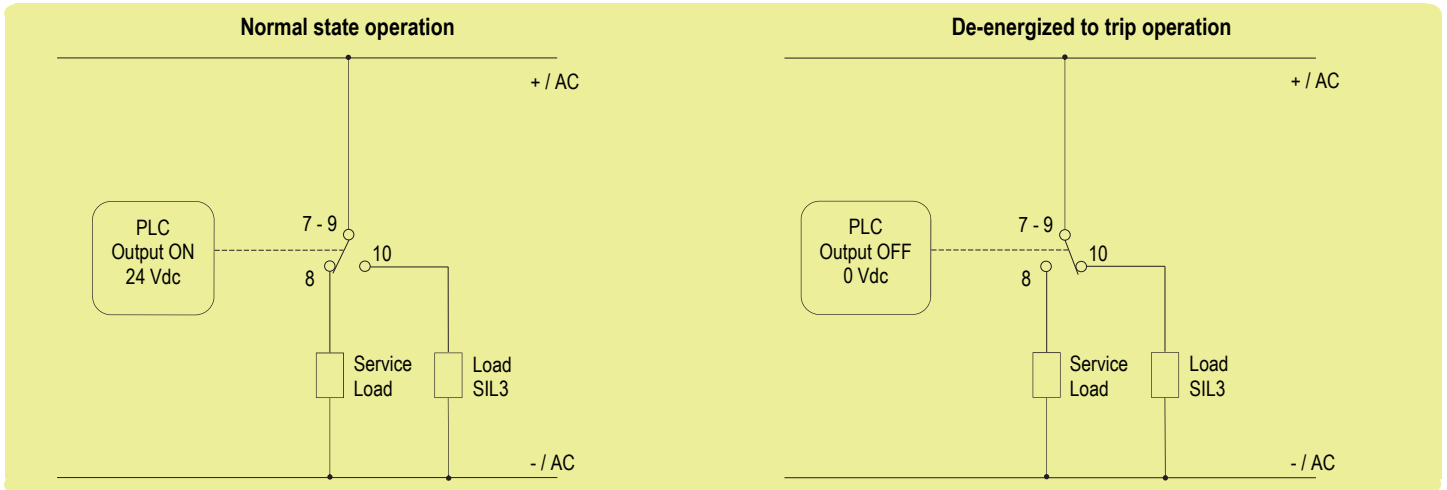 Normal state operation
+ / AC
PLC
Output ON
24 Vdc
7 - 9
10
8
Service
Load
Load
SIL3
- / AC
De-energized to trip operation
+ / AC
PLC
Output OFF
0 Vdc
7 - 9
10
8
Service
Load
Load
SIL3
- / AC